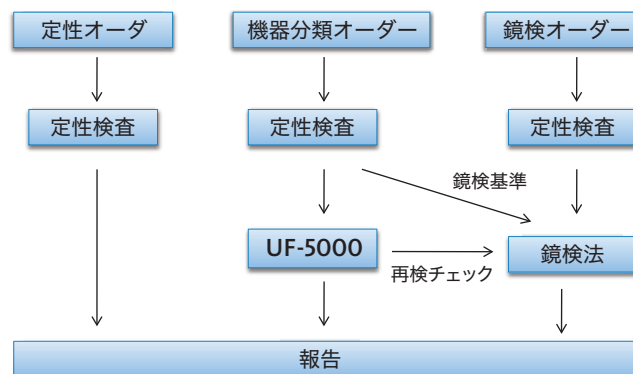 定性オーダ
機器分類オーダー
鏡検オーダー
定性検査
定性検査
定性検査
鏡検基準
UF-5000
再検チェック
鏡検法
報告